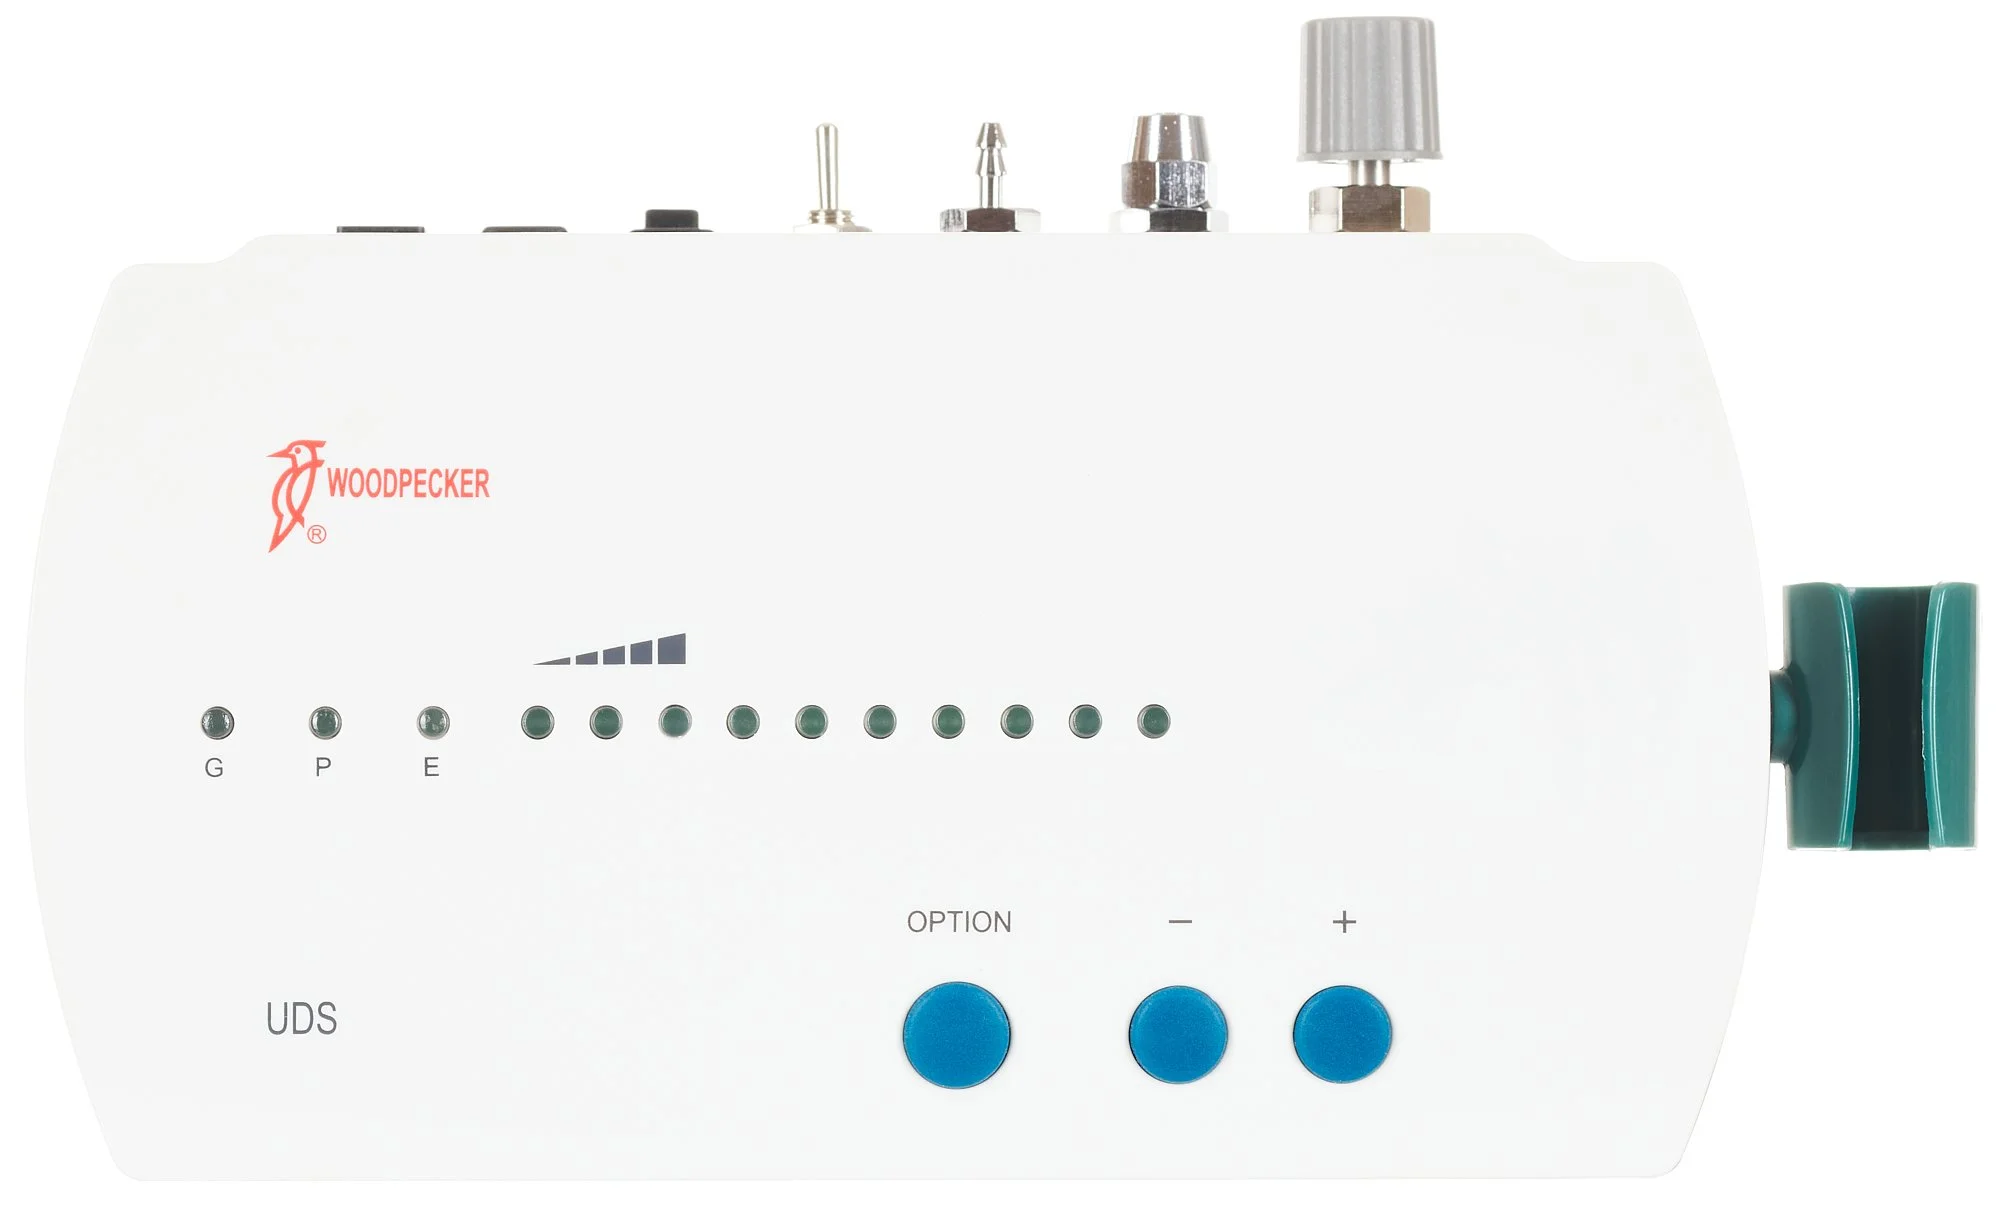 WOODPECKER
®
G P E
OPTION − +
UDS